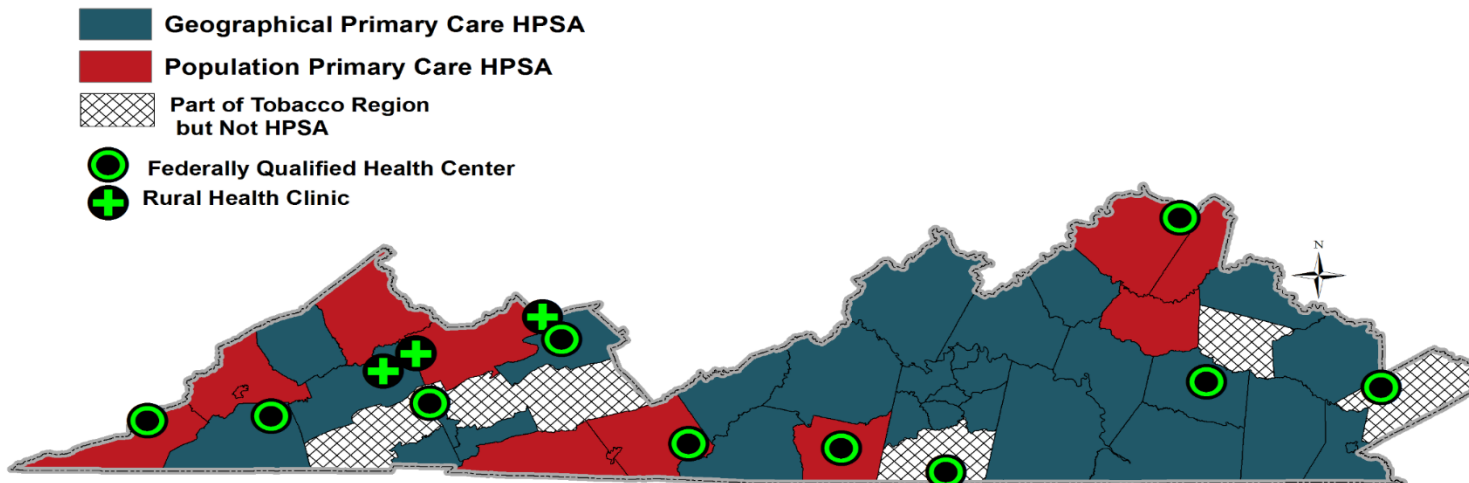 Geographical Primary Care HPSA
Population Primary Care HPSA
Part of Tobacco Region
but Not HPSA
Federally Qualified Health Center
Rural Health Clinic
N